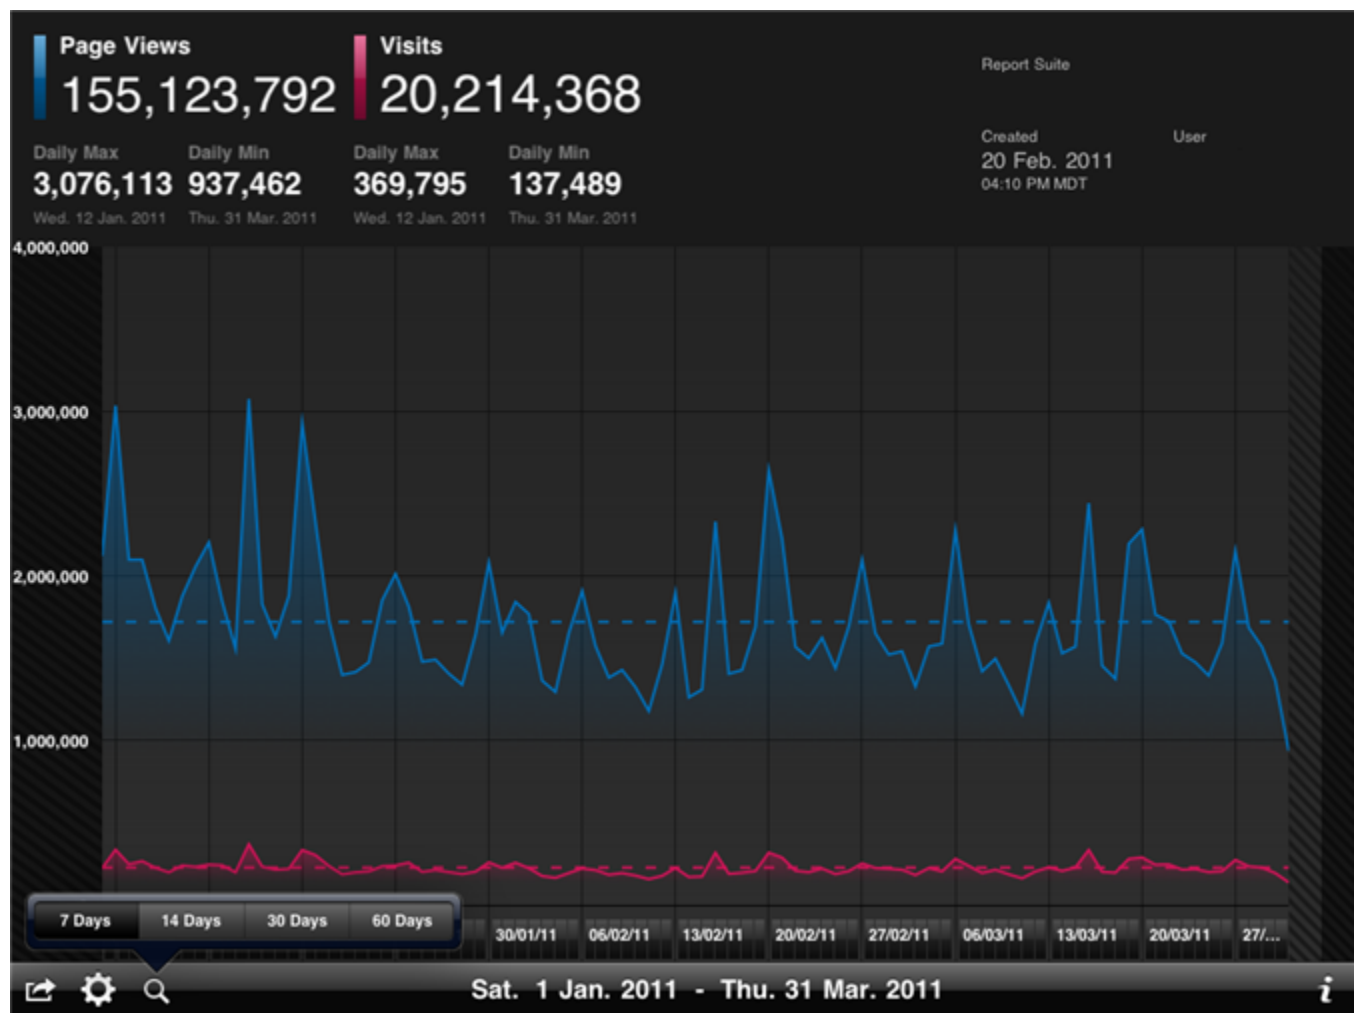 Page Views
155,123,792
Daily Max
3,076,113
Wed. 12 Jan. 2011
Daily Min
937,462
Thu. 31 Mar. 2011
Visits
20,214,368
Daily Max
369,795
Wed. 12 Jan. 2011
Daily Min
137,489
Thu. 31 Mar. 2011
Report Suite
Created
20 Feb. 2011
04:10 PM MDT
User
4,000,000
3,000,000
2,000,000
1,000,000
7 Days
14 Days
30 Days
60 Days
30/01/11
06/02/11
13/02/11
20/02/11
27/02/11
06/03/11
13/03/11
20/03/11
27/...
Sat. 1 Jan. 2011 - Thu. 31 Mar. 2011
i